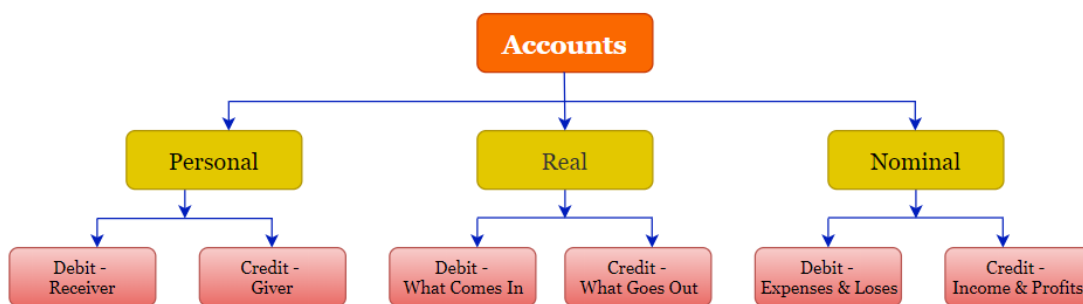 Accounts
Personal
Real
Nominal
Debit -
Receiver
Credit -
Giver
Debit -
What Comes In
Credit -
What Goes Out
Debit -
Expenses & Loses
Credit -
Income & Profits